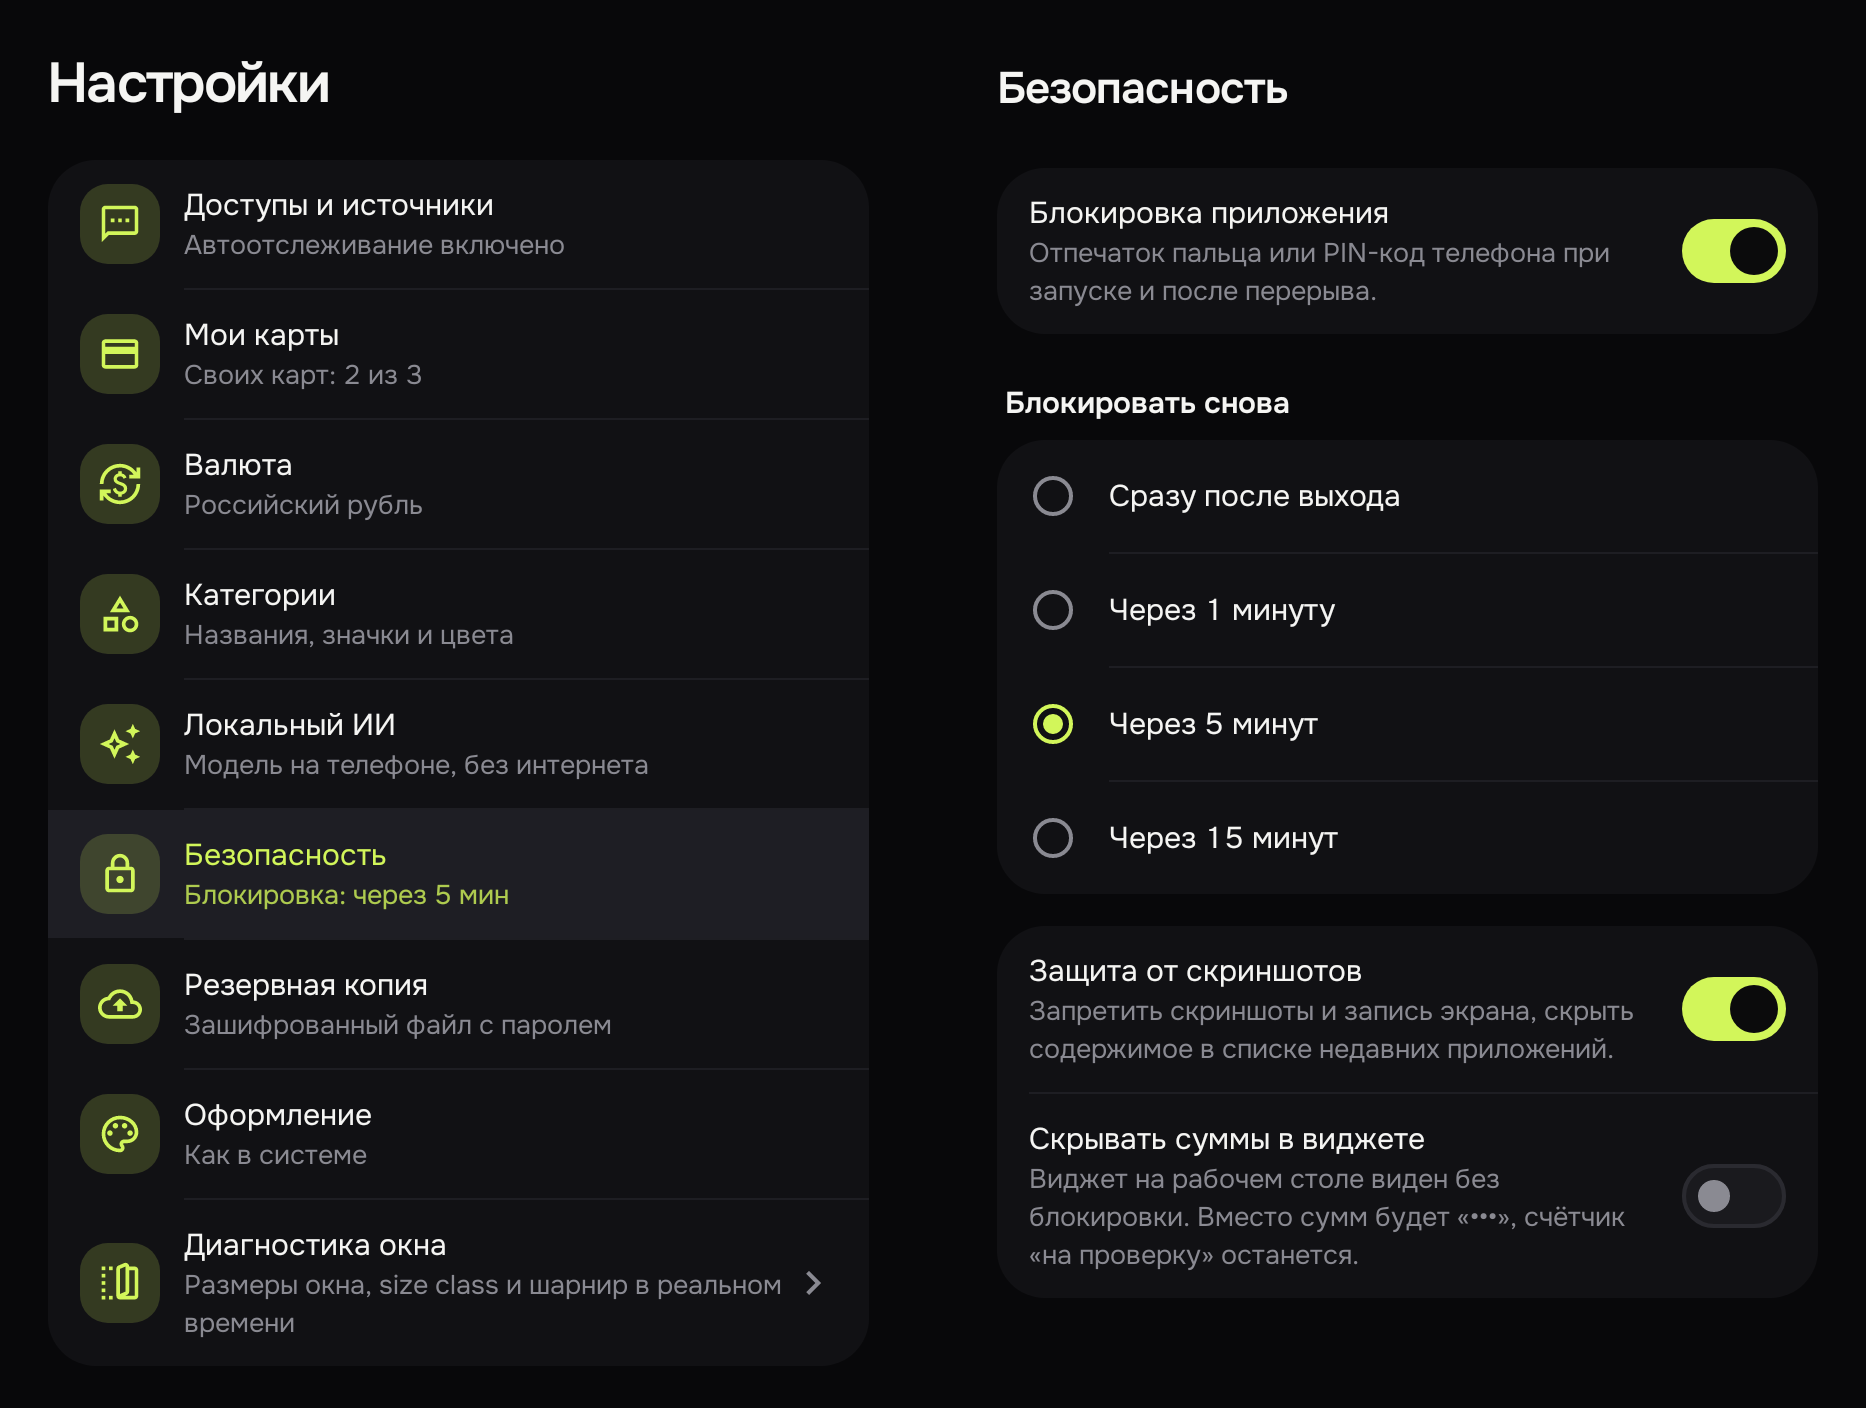 Настройки
Доступы и источники
Автоотслеживание включено
Мои карты
Своих карт: 2 из 3
Валюта
Российский рубль
Категории
Названия, значки и цвета
Локальный ИИ
Модель на телефоне, без интернета
Безопасность
Блокировка: через 5 мин
Резервная копия
Зашифрованный файл с паролем
Оформление
Как в системе
Диагностика окна
Размеры окна, size class и шарнир в реальном
времени
Безопасность
Блокировка приложения
Отпечаток пальца или PIN-код телефона при
запуске и после перерыва.
Блокировать снова
Сразу после выхода
Через 1 минуту
Через 5 минут
Через 15 минут
Защита от скриншотов
Запретить скриншоты и запись экрана, скрыть
содержимое в списке недавних приложений.
Скрывать суммы в виджете
Виджет на рабочем столе виден без
блокировки. Вместо сумм будет «•••», счётчик
«на проверку» останется.